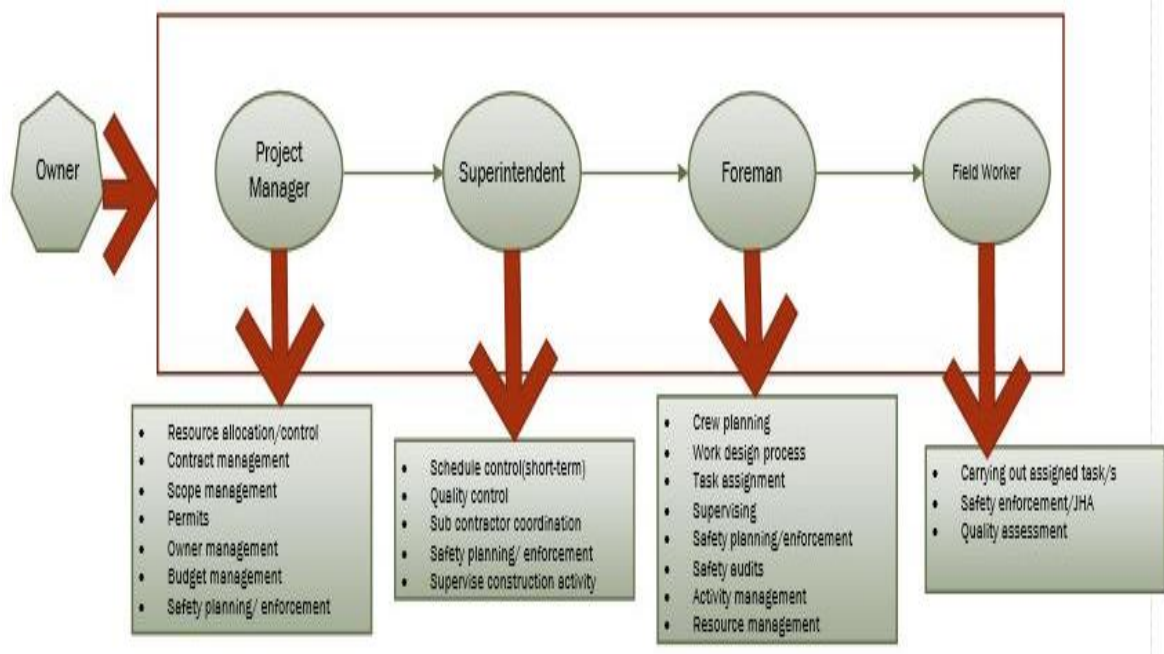 Owner
Project
Manager
Superintendent
Foreman
Field Worker
• Resource allocation/control
• Contract management
• Scope management
• Permits
• Owner management
• Budget management
• Safety planning/ enforcement
• Schedule control(short-term)
• Quality control
• Sub contractor coordination
• Safety planning/ enforcement
• Supervise construction activity
• Crew planning
• Work design process
• Task assignment
• Supervising
• Safety planning/enforcement
• Safety audits
• Activity management
• Resource management
• Carrying out assigned task/s
• Safety enforcement/JHA
• Quality assessment